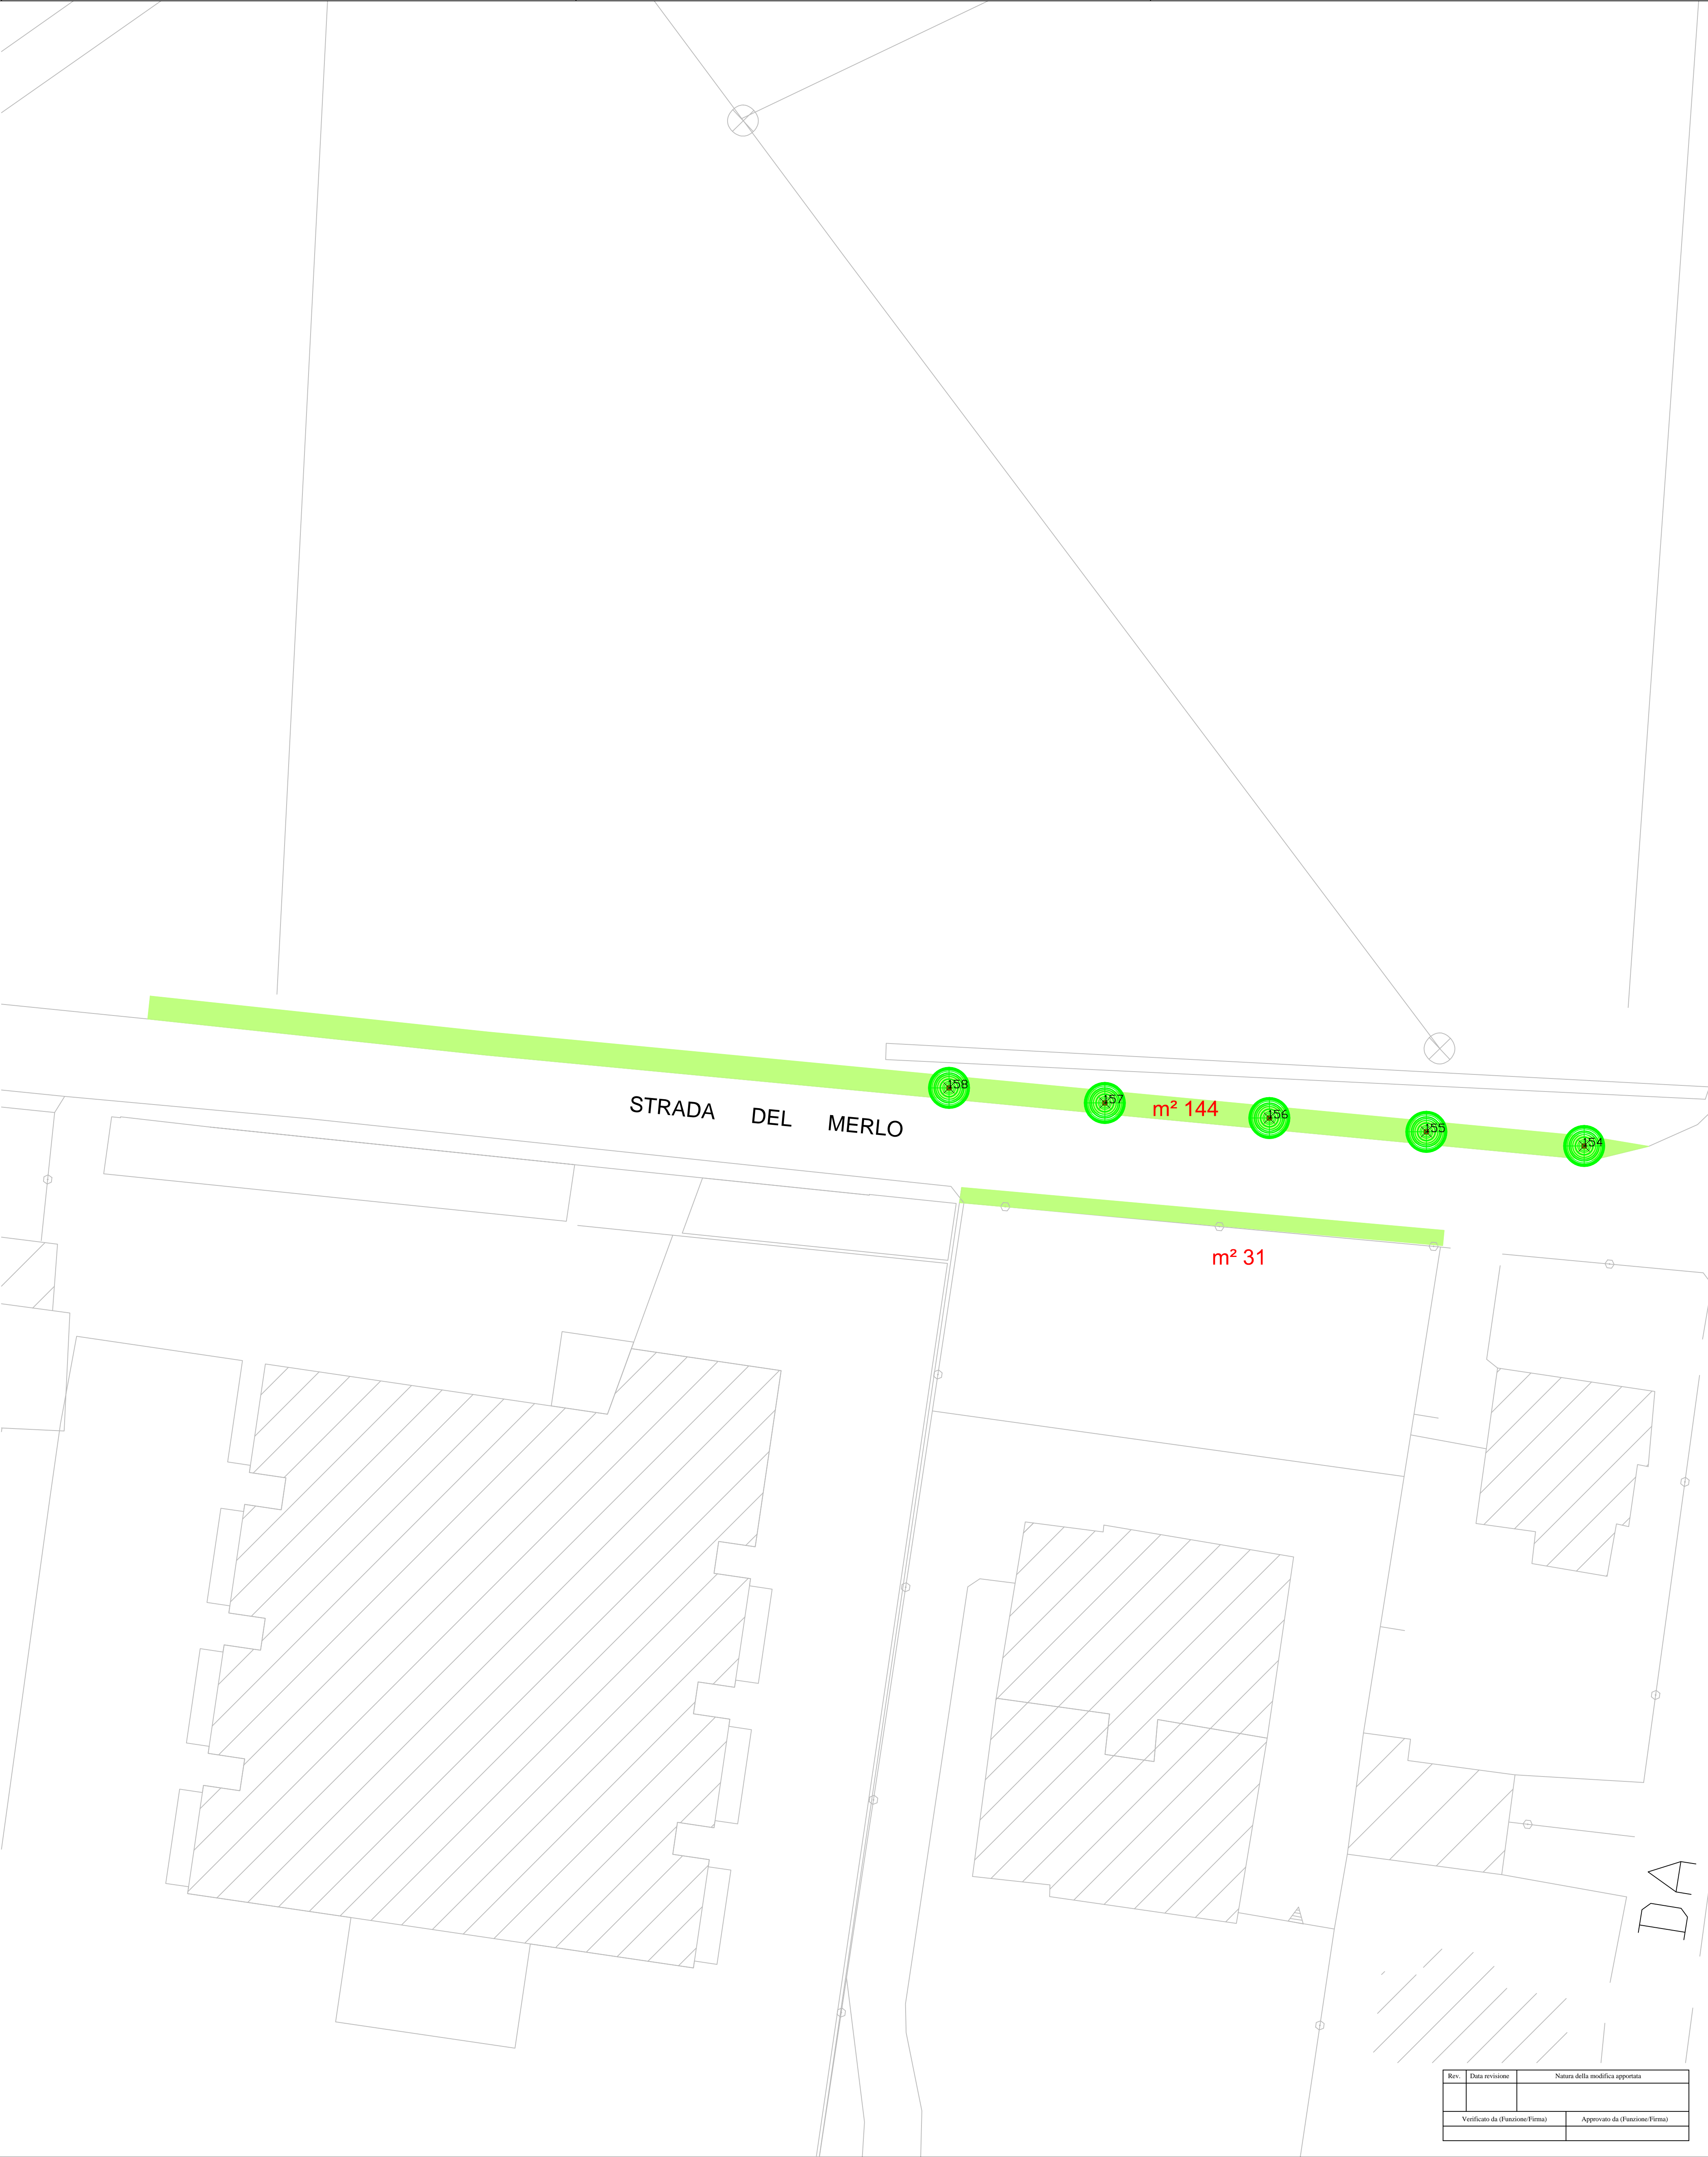 158
157
m² 144
156
155
154
STRADA DEL MERLO
m² 31
DA
Rev. Data revisione Natura della modifica apportata
Verificato da (Funzione/Firma) Approvato da (Funzione/Firma)